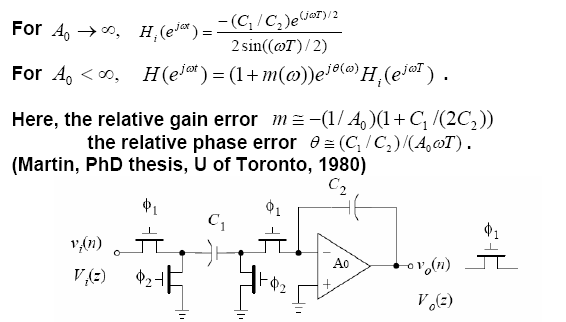 For A₀ → ∞, Hᵢ(e^{jωt}) = −(C₁ / C₂)e^{(jωT)/2} / 2 sin((ωT) / 2)
For A₀ < ∞, H(e^{jωt}) = (1 + m(ω))e^{jθ(ω)}Hᵢ(e^{jωT}) .
Here, the relative gain error m ≅ −(1/ A₀)(1 + C₁ /(2C₂))
the relative phase error θ ≅ (C₁ / C₂)/(A₀ωT) .
(Martin, PhD thesis, U of Toronto, 1980)
C₂
ϕ₁
C₁
ϕ₁
ϕ₁
vᵢ(n)
A0
vₒ(n)
Vᵢ(z)
ϕ₂
ϕ₂
−
+
Vₒ(z)